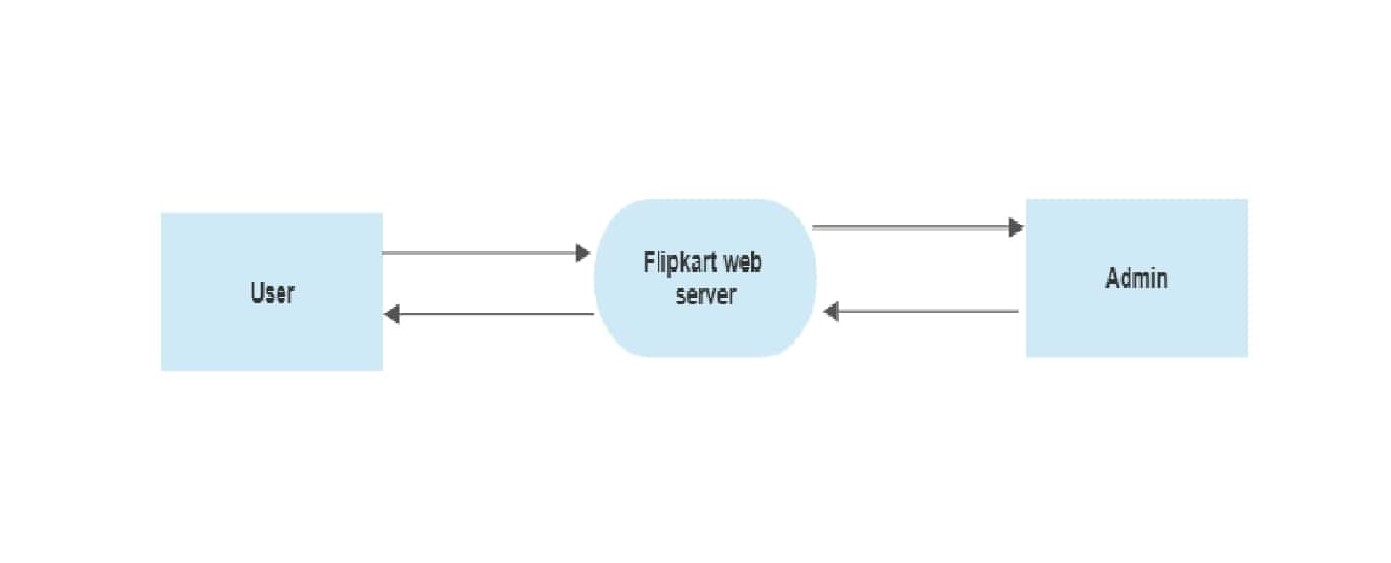 User
Flipkart web
server
Admin